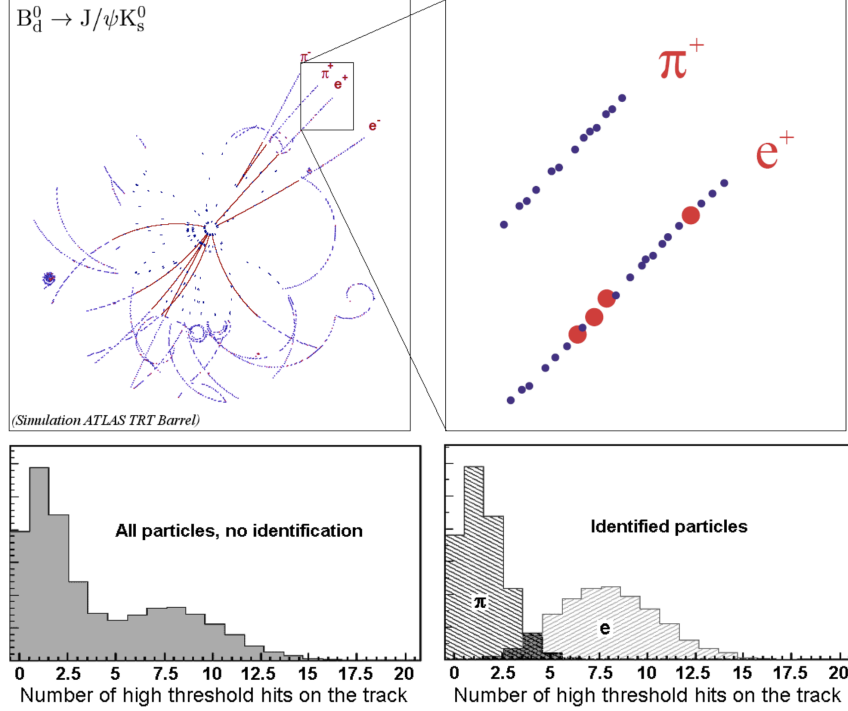 B⁰_d → J/ψK⁰_s
π⁻
π⁺
e⁺
e⁻
(Simulation ATLAS TRT Barrel)
π⁺
e⁺
All particles, no identification
0 2.5 5 7.5 10 12.5 15 17.5 20
Number of high threshold hits on the track
Identified particles
π
e
0 2.5 5 7.5 10 12.5 15 17.5 20
Number of high threshold hits on the track